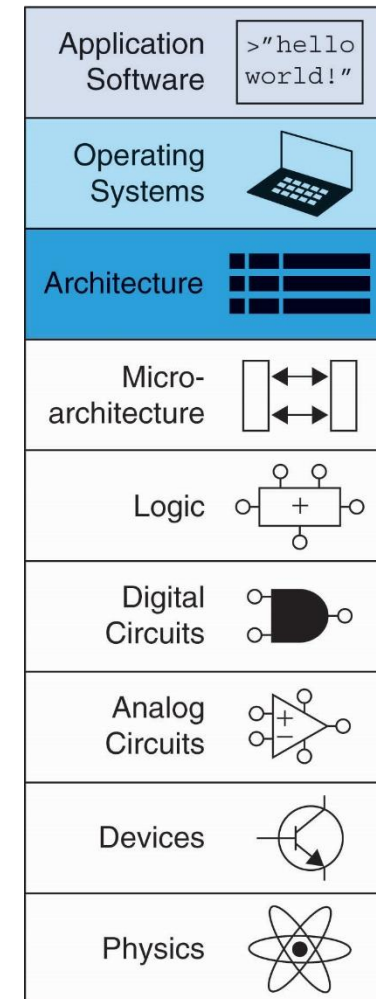 Application
Software
>"hello
world!"
Operating
Systems
Architecture
Micro-
architecture
Logic
+
Digital
Circuits
Analog
Circuits
+
−
Devices
Physics